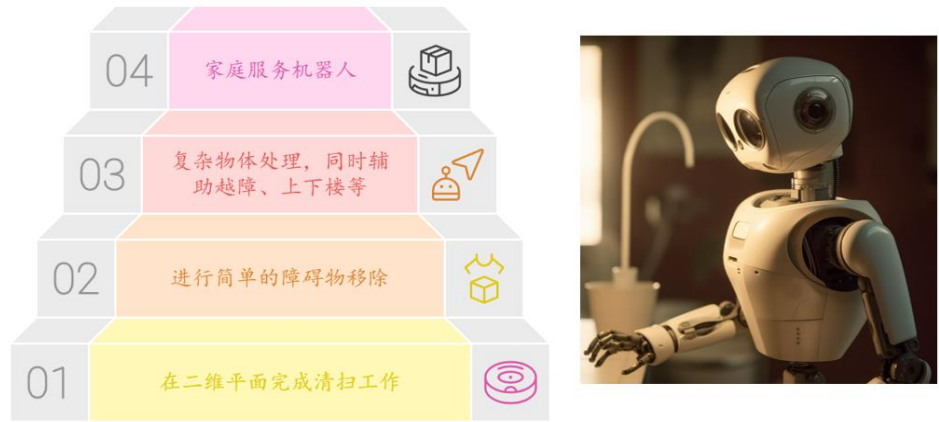 04
家庭服务机器人
03
复杂物体处理，同时辅
助越障、上下楼等
02
进行简单的障碍物移除
01
在二维平面完成清扫工作